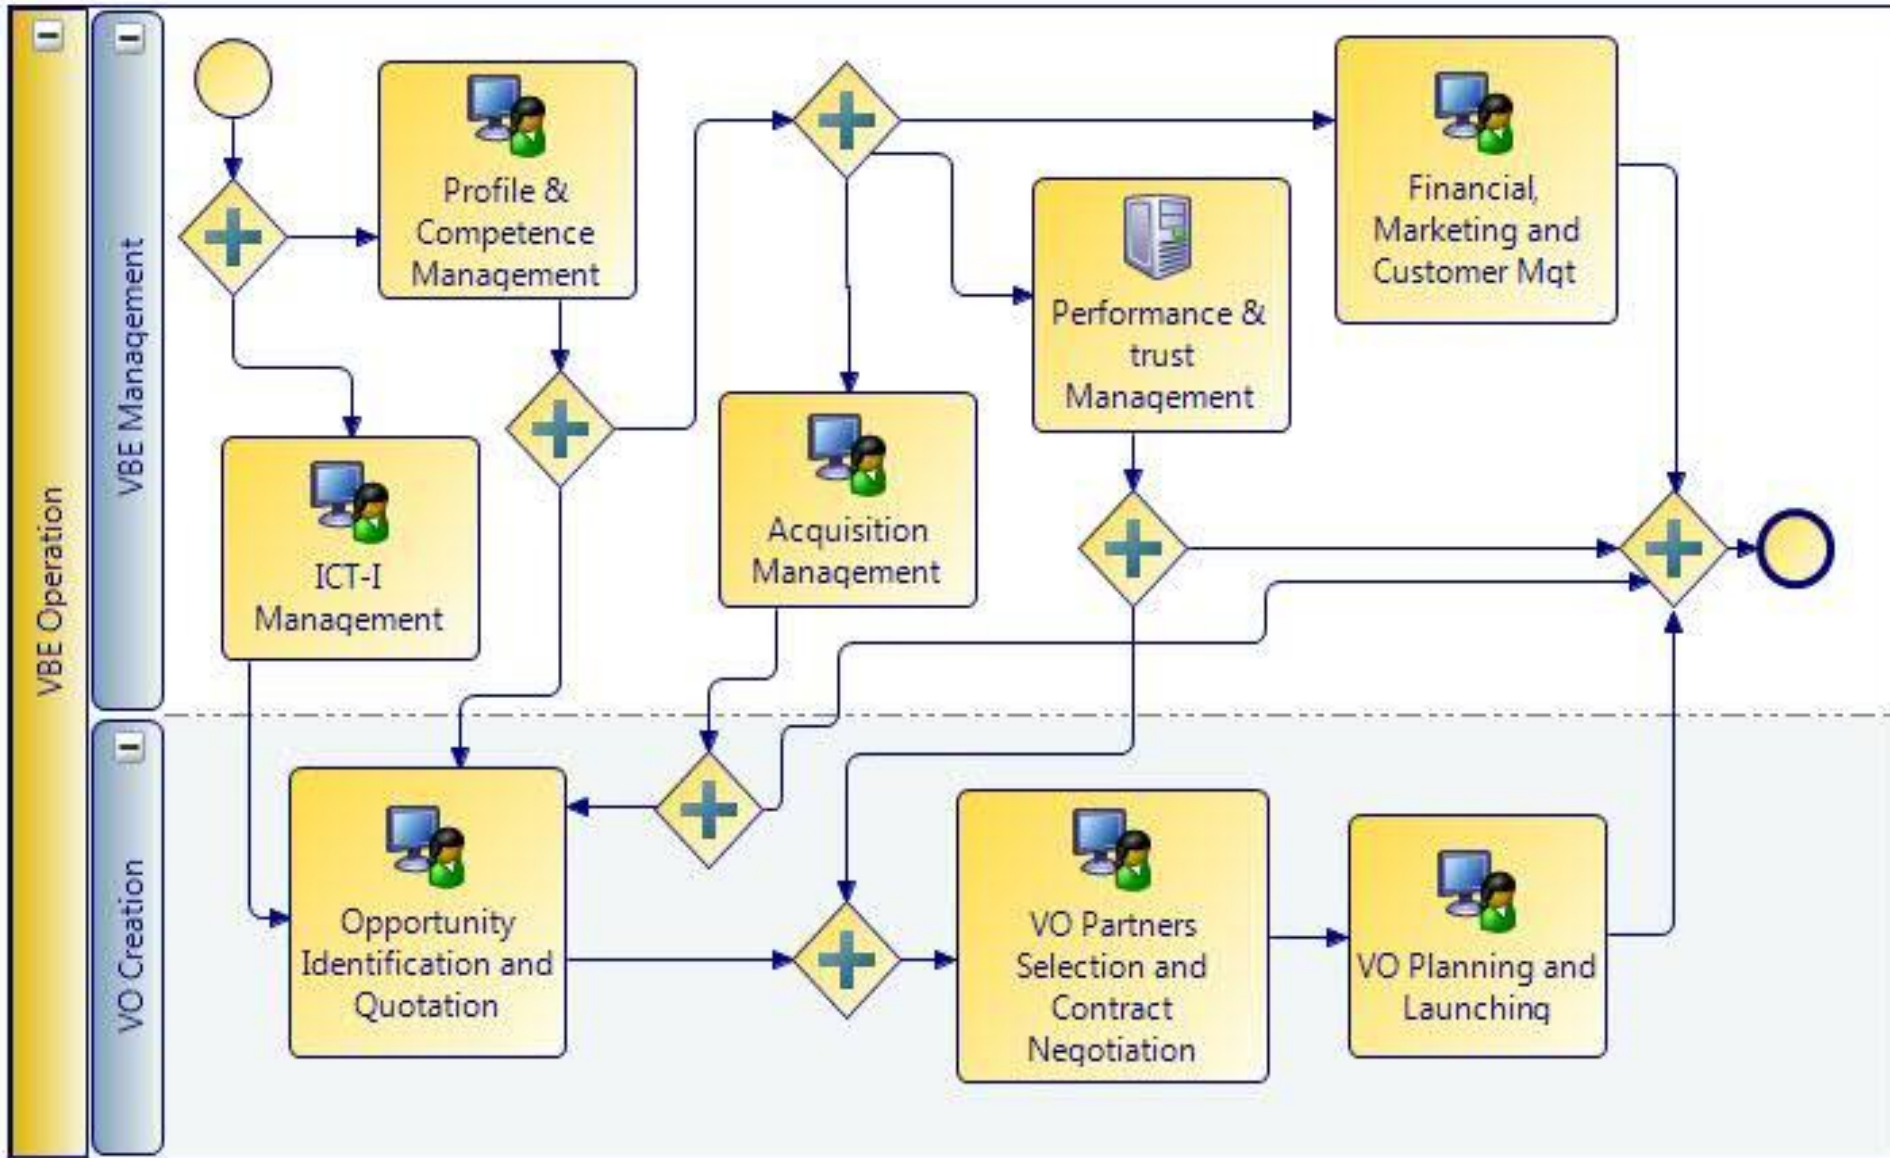 VBE Operation
VBE Management
VO Creation
Profile &
Competence
Management
ICT-I
Management
Acquisition
Management
Performance &
trust
Management
Financial,
Marketing and
Customer Mgt
Opportunity
Identification and
Quotation
VO Partners
Selection and
Contract
Negotiation
VO Planning and
Launching